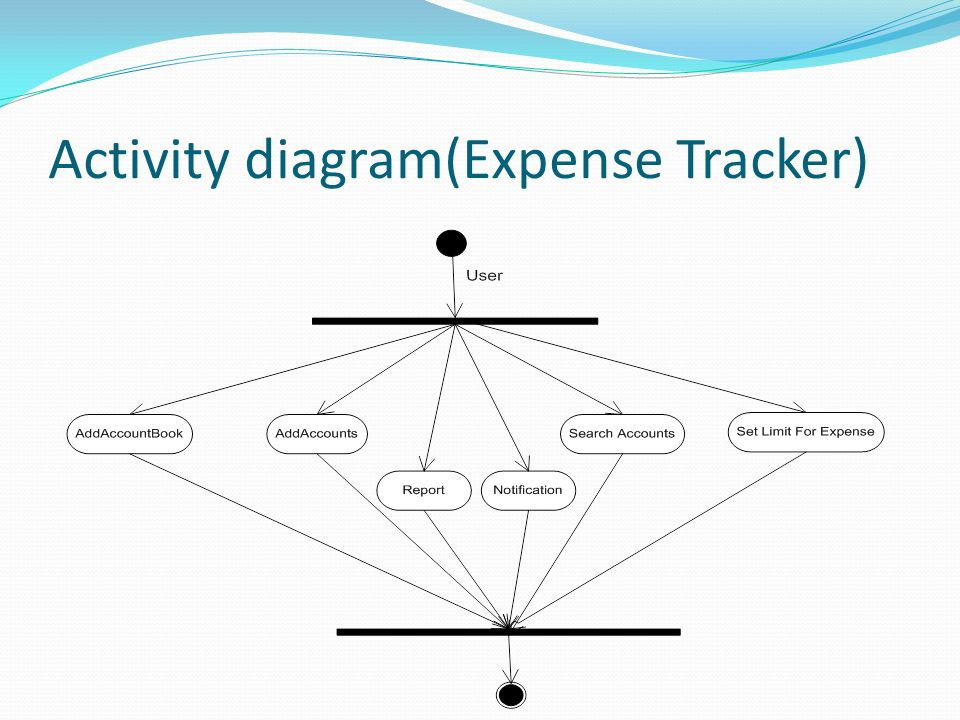 Activity diagram(Expense Tracker)
User
AddAccountBook
AddAccounts
Search Accounts
Set Limit For Expense
Report
Notification